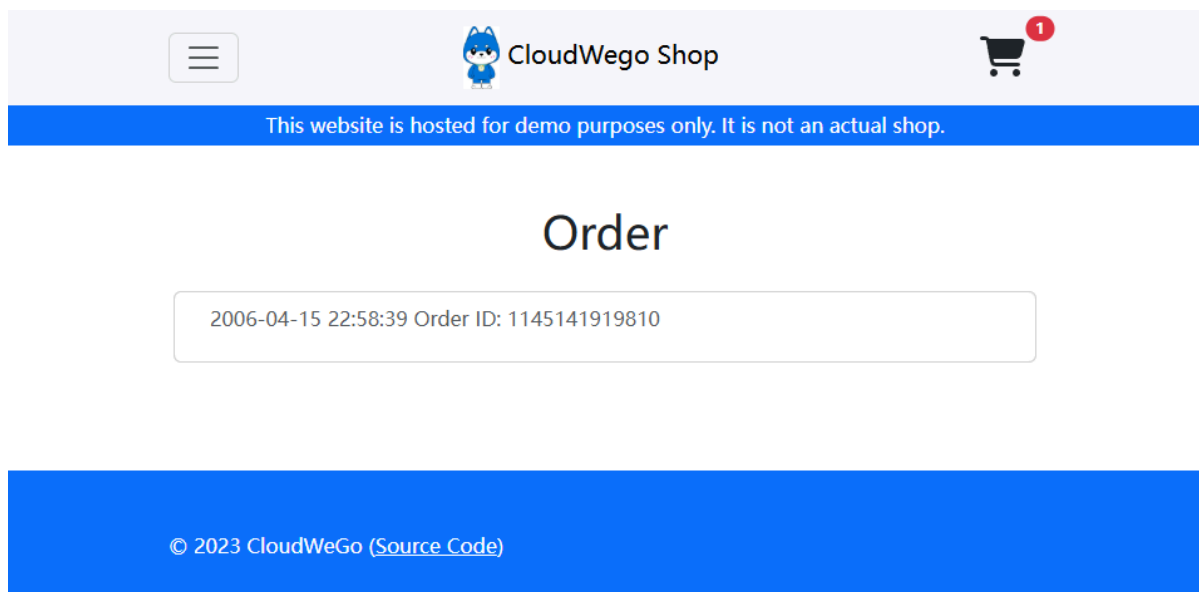 CloudWego Shop
1
This website is hosted for demo purposes only. It is not an actual shop.
Order
2006-04-15 22:58:39 Order ID: 1145141919810
© 2023 CloudWeGo (Source Code)